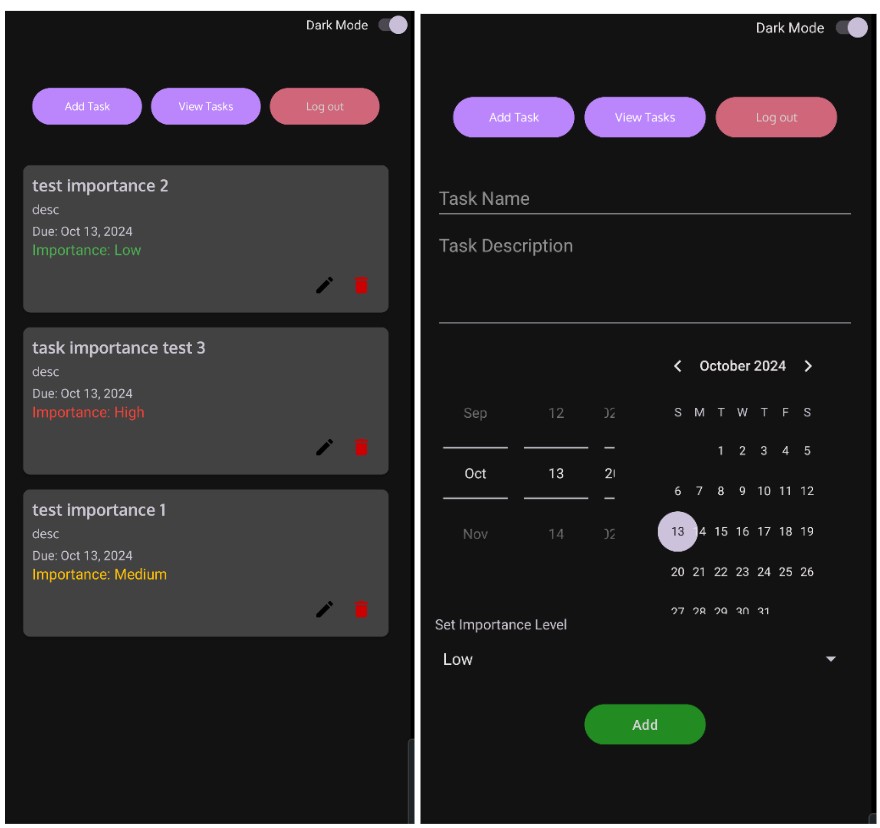 Dark Mode
Add Task View Tasks Log out
test importance 2
desc
Due: Oct 13, 2024
Importance: Low
task importance test 3
desc
Due: Oct 13, 2024
Importance: High
test importance 1
desc
Due: Oct 13, 2024
Importance: Medium
Dark Mode
Add Task View Tasks Log out
Task Name
Task Description
October 2024
Sep 12
S M T W T F S
1 2 3 4 5
Oct 13
6 7 8 9 10 11 12
Nov 14
13 14 15 16 17 18 19
20 21 22 23 24 25 26
27 28 29 30 31
Set Importance Level
Low
Add